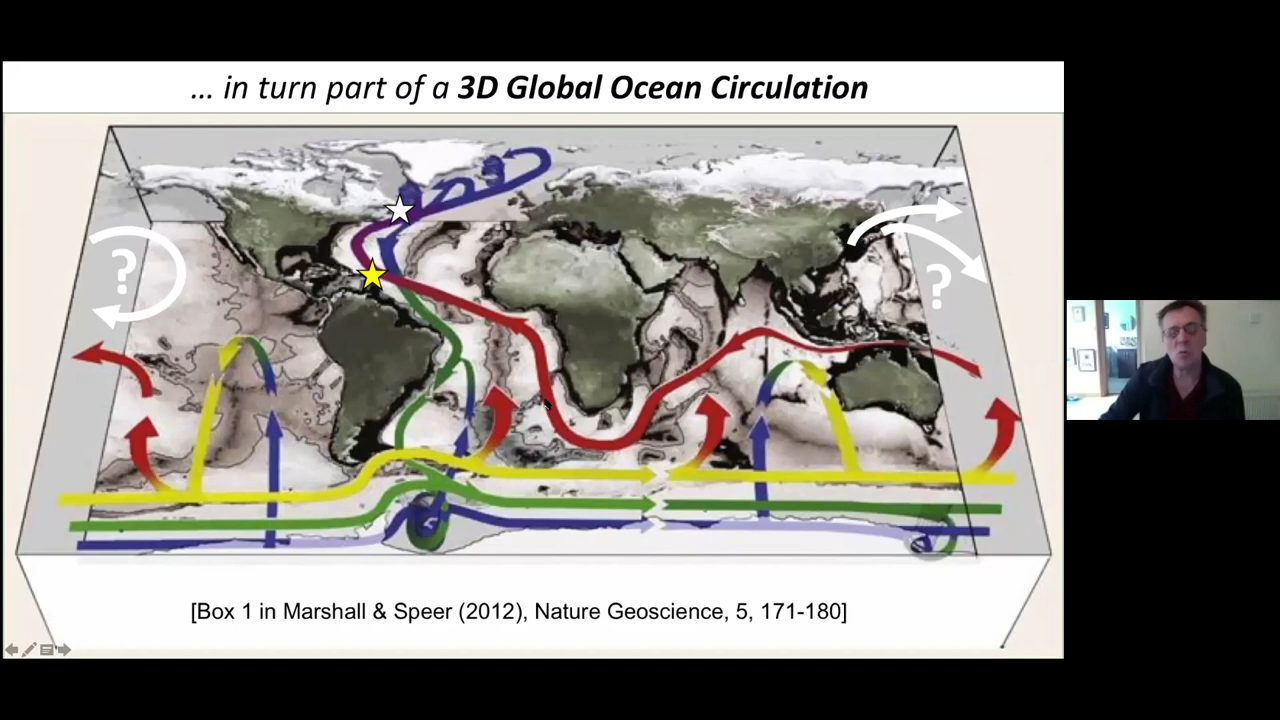 ... in turn part of a 3D Global Ocean Circulation
?
?
[Box 1 in Marshall & Speer (2012), Nature Geoscience, 5, 171-180]